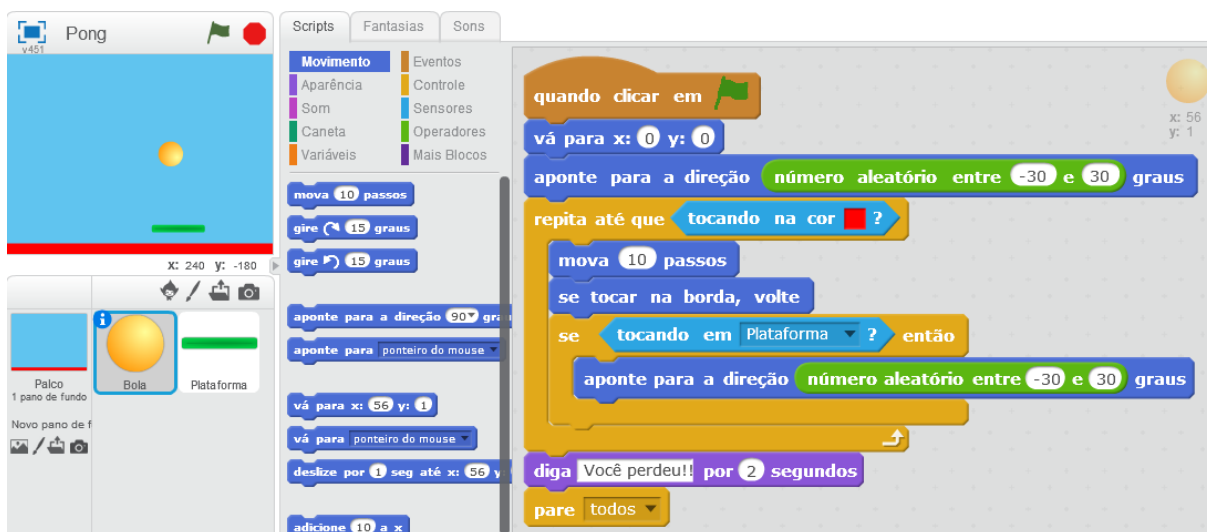 Pong
v451
x: 240 y: -180
Palco
1 pano de fundo
Bola
Plataforma
Novo pano de f
Scripts Fantasias Sons
Movimento Eventos
Aparência Controle
Som Sensores
Caneta Operadores
Variáveis Mais Blocos
mova 10 passos
gire 15 graus
gire 15 graus
aponte para a direção 90 grau
aponte para ponteiro do mouse
vá para x: 56 y: 1
vá para ponteiro do mouse
deslize por 1 seg até x: 56 y
adicione 10 a x
quando clicar em
vá para x: 0 y: 0
aponte para a direção número aleatório entre -30 e 30 graus
repita até que tocando na cor ?
mova 10 passos
se tocar na borda, volte
se tocando em Plataforma ? então
aponte para a direção número aleatório entre -30 e 30 graus
diga Você perdeu!! por 2 segundos
pare todos
x: 56
y: 1